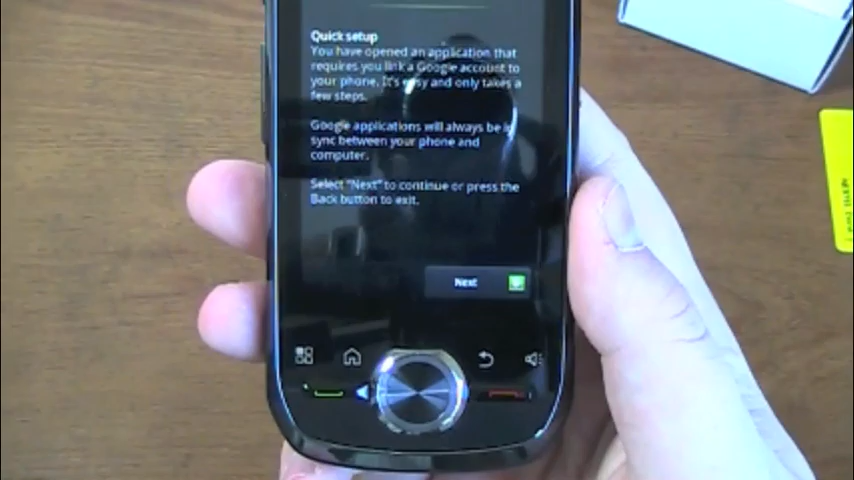 Quick setup
You have opened an application that
requires you link a Google account to
your phone. It's easy and only takes a
few steps.
Google applications will always be in
sync between your phone and
computer.
Select "Next" to continue or press the
Back button to exit.
Next